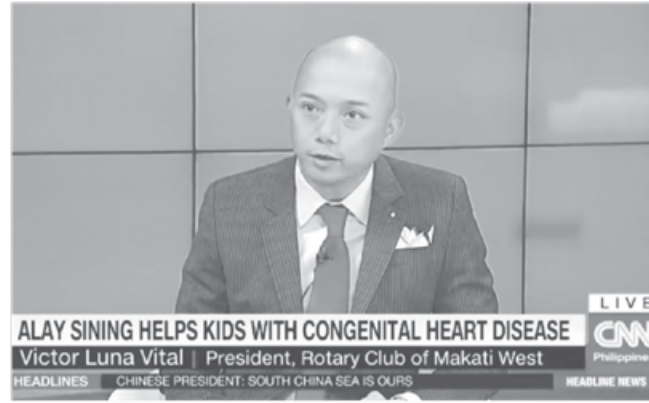 LIVE
ALAY SINING HELPS KIDS WITH CONGENITAL HEART DISEASE
CNN
Victor Luna Vital | President, Rotary Club of Makati West
Philippines
HEADLINES CHINESE PRESIDENT: SOUTH CHINA SEA IS OURS HEADLINE NEWS